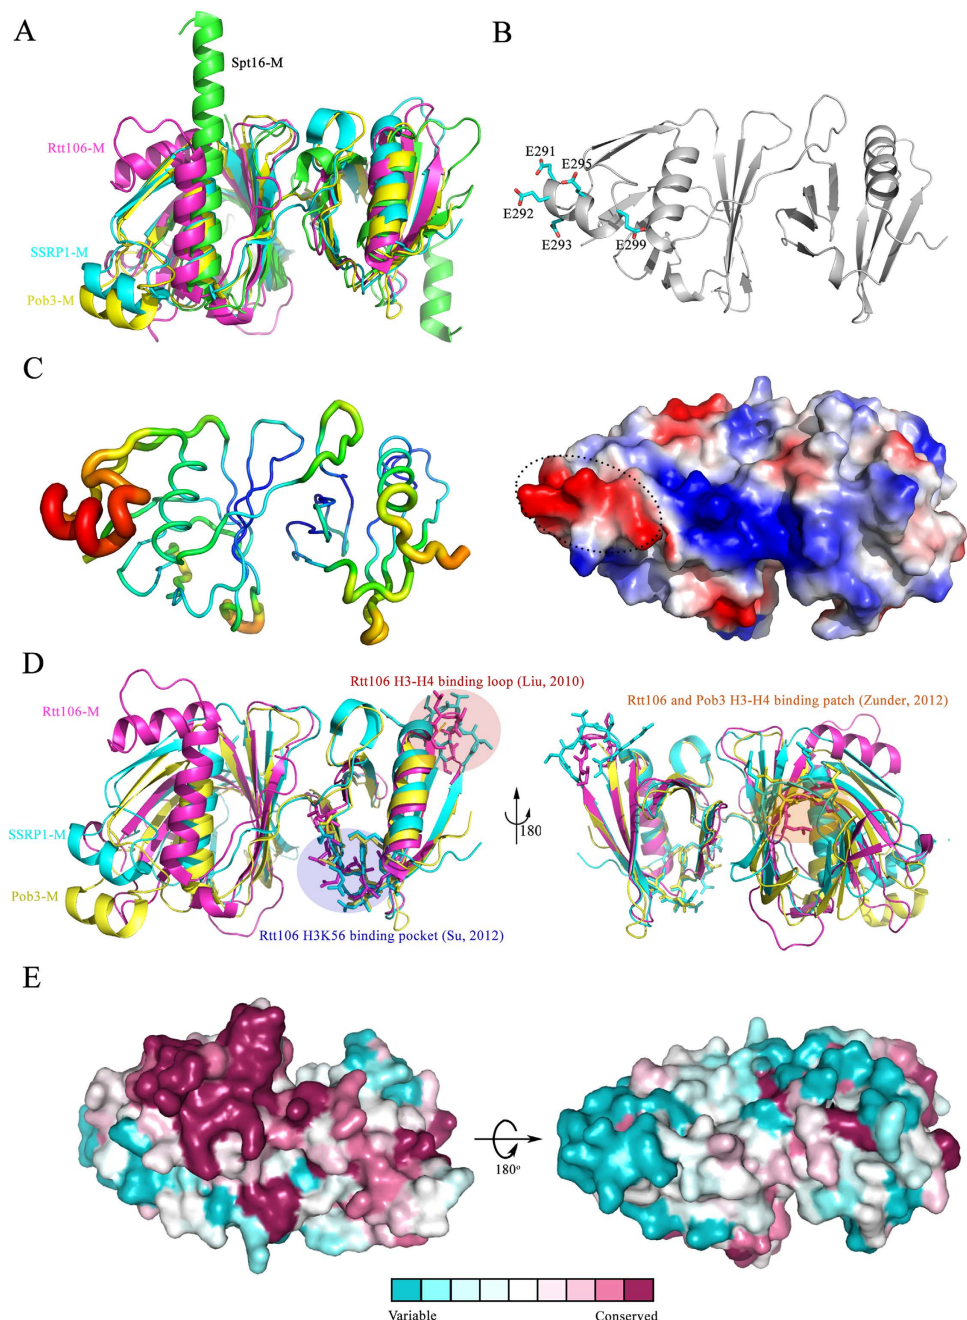 A
Spt16-M
Rtt106-M
SSRP1-M
Pob3-M
B
E291
E295
E292
E293
E299
C
D
Rtt106 H3-H4 binding loop (Liu, 2010)
Rtt106-M
Rtt106 and Pob3 H3-H4 binding patch (Zunder, 2012)
180
SSRP1-M
Pob3-M
Rtt106 H3K56 binding pocket (Su, 2012)
E
180°
Variable
Conserved